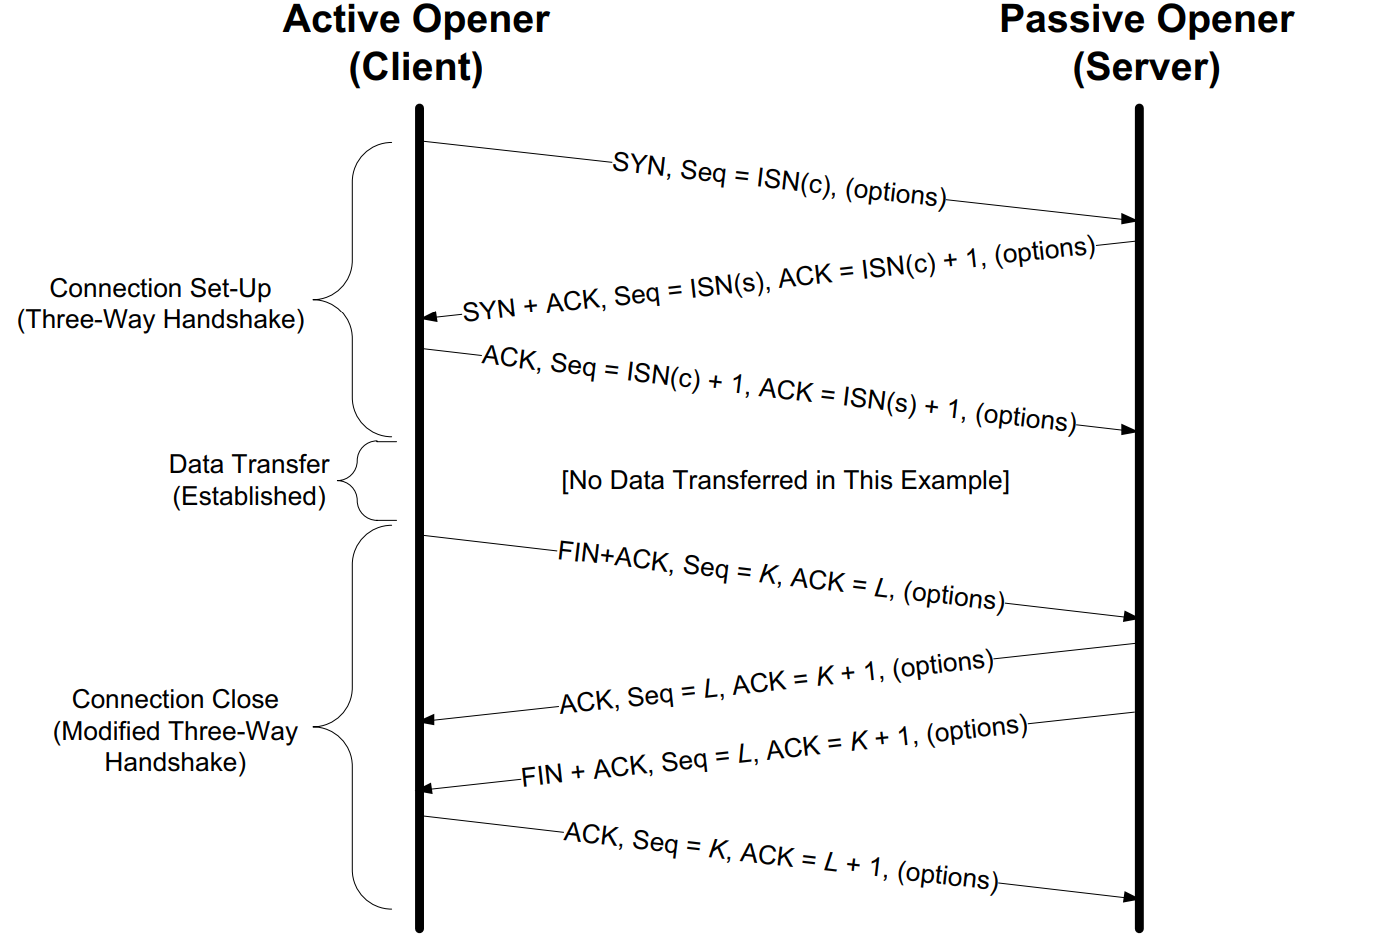 Active Opener
(Client)
Passive Opener
(Server)
SYN, Seq = ISN(c), (options)
SYN + ACK, Seq = ISN(s), ACK = ISN(c) + 1, (options)
Connection Set-Up
(Three-Way Handshake)
ACK, Seq = ISN(c) + 1, ACK = ISN(s) + 1, (options)
Data Transfer
(Established)
[No Data Transferred in This Example]
FIN+ACK, Seq = K, ACK = L, (options)
ACK, Seq = L, ACK = K + 1, (options)
Connection Close
(Modified Three-Way
Handshake)
FIN + ACK, Seq = L, ACK = K + 1, (options)
ACK, Seq = K, ACK = L + 1, (options)